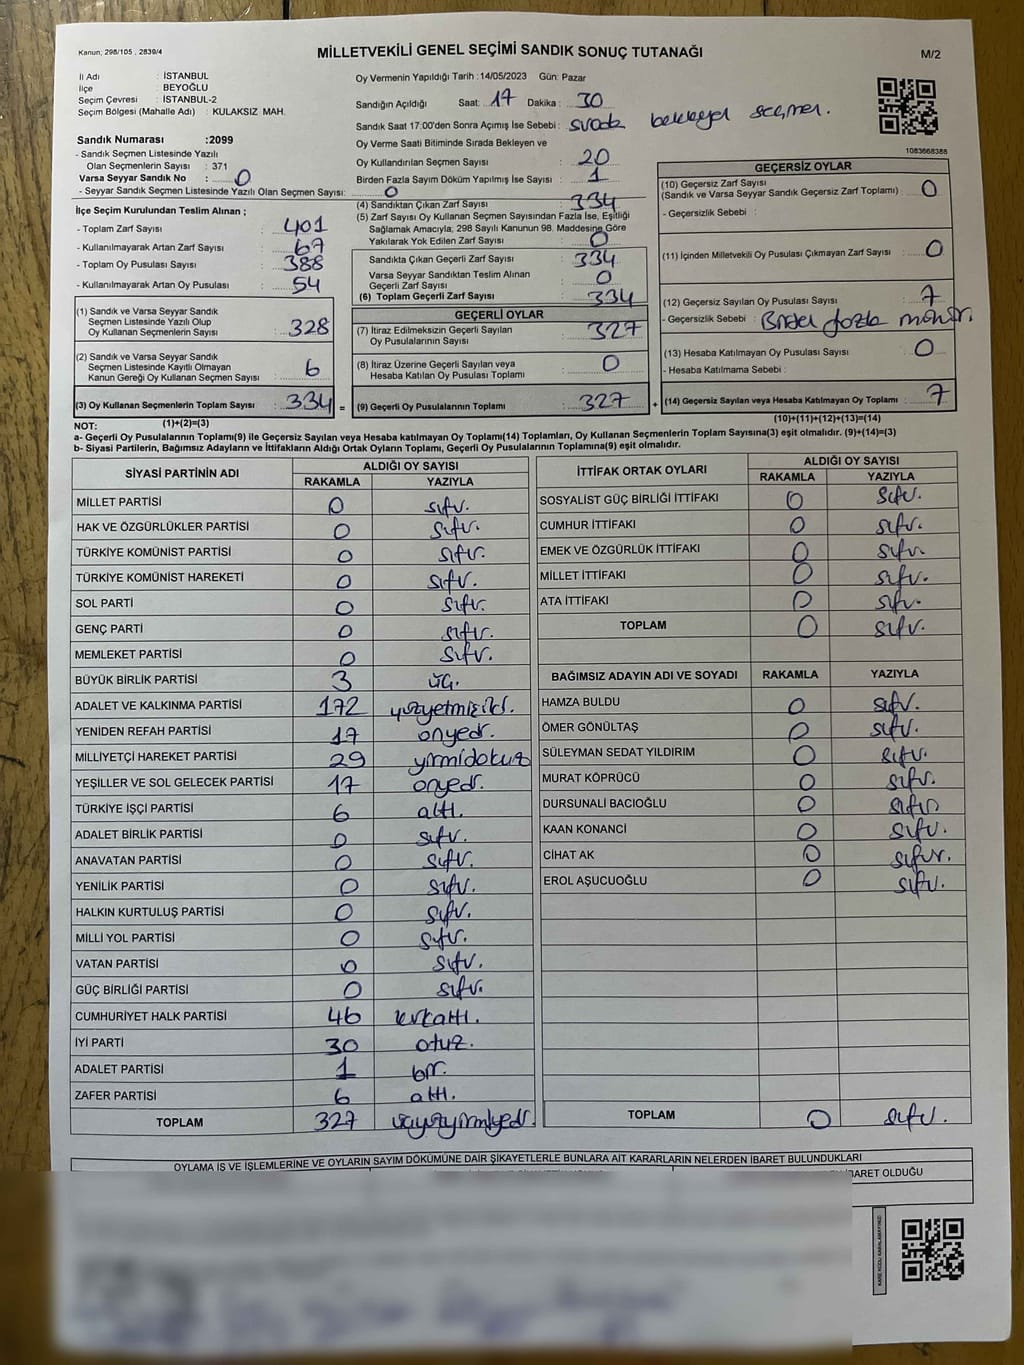 Kanun; 298/105 , 2839/4
MİLLETVEKİLİ GENEL SEÇİMİ SANDIK SONUÇ TUTANAĞI
M/2
İl Adı : İSTANBUL
İlçe : BEYOĞLU
Seçim Çevresi : İSTANBUL-2
Seçim Bölgesi (Mahalle Adı) : KULAKSIZ MAH.
Sandık Numarası :2099
- Sandık Seçmen Listesinde Yazılı
Olan Seçmenlerin Sayısı : 371
Varsa Seyyar Sandık No : 0
- Seyyar Sandık Seçmen Listesinde Yazılı Olan Seçmen Sayısı: 0
Oy Vermenin Yapıldığı Tarih :14/05/2023 Gün: Pazar
Sandığın Açıldığı Saat: 17 Dakika : 30
Sandık Saat 17:00'den Sonra Açımış İse Sebebi : sırada bekleyen seçmen.
Oy Verme Saati Bitiminde Sırada Bekleyen ve
Oy Kullandırılan Seçmen Sayısı : 20
Birden Fazla Sayım Döküm Yapılmış İse Sayısı : 1
1083668385
İlçe Seçim Kurulundan Teslim Alınan ;
- Toplam Zarf Sayısı : 401
- Kullanılmayarak Artan Zarf Sayısı : 67
- Toplam Oy Pusulası Sayısı : 388
- Kullanılmayarak Artan Oy Pusulası : 54
(1) Sandık ve Varsa Seyyar Sandık
Seçmen Listesinde Yazılı Olup
Oy Kullanan Seçmenlerin Sayısı : 328
(2) Sandık ve Varsa Seyyar Sandık
Seçmen Listesinde Kayıtlı Olmayan
Kanun Gereği Oy Kullanan Seçmen Sayısı : 6
(3) Oy Kullanan Seçmenlerin Toplam Sayısı : 334 =
(1)+(2)=(3)
(4) Sandıktan Çıkan Zarf Sayısı : 334
(5) Zarf Sayısı Oy Kullanan Seçmen Sayısından Fazla İse, Eşitliği
Sağlamak Amacıyla, 298 Sayılı Kanunun 98. Maddesine Göre
Yakılarak Yok Edilen Zarf Sayısı : 0
Sandıkta Çıkan Geçerli Zarf Sayısı : 334
Varsa Seyyar Sandıktan Teslim Alınan
Geçerli Zarf Sayısı : 0
(6) Toplam Geçerli Zarf Sayısı : 334
GEÇERLİ OYLAR
(7) İtiraz Edilmeksizin Geçerli Sayılan
Oy Pusulalarının Sayısı : 327
(8) İtiraz Üzerine Geçerli Sayılan veya
Hesaba Katılan Oy Pusulası Toplamı : 0
(9) Geçerli Oy Pusulalarının Toplamı : 327 +
GEÇERSİZ OYLAR
(10) Geçersiz Zarf Sayısı
(Sandık ve Varsa Seyyar Sandık Geçersiz Zarf Toplamı) : 0
- Geçersizlik Sebebi :
(11) İçinden Milletvekili Oy Pusulası Çıkmayan Zarf Sayısı : 0
(12) Geçersiz Sayılan Oy Pusulası Sayısı : 7
- Geçersizlik Sebebi : Birden fazla mühür.
(13) Hesaba Katılmayan Oy Pusulası Sayısı : 0
- Hesaba Katılmama Sebebi :
(14) Geçersiz Sayılan veya Hesaba Katılmayan Oy Toplamı : 7
(10)+(11)+(12)+(13)=(14)
NOT:
a- Geçerli Oy Pusulalarının Toplamı(9) ile Geçersiz Sayılan veya Hesaba katılmayan Oy Toplamı(14) Toplamları, Oy Kullanan Seçmenlerin Toplam Sayısına(3) eşit olmalıdır. (9)+(14)=(3)
b- Siyasi Partilerin, Bağımsız Adayların ve İttifakların Aldığı Ortak Oyların Toplamı, Geçerli Oy Pusulalarının Toplamına(9) eşit olmalıdır.
SİYASİ PARTİNİN ADI ALDIĞI OY SAYISI
RAKAMLA YAZIYLA
MİLLET PARTİSİ 0 sıfır.
HAK VE ÖZGÜRLÜKLER PARTİSİ 0 sıfır.
TÜRKİYE KOMÜNİST PARTİSİ 0 sıfır.
TÜRKİYE KOMÜNİST HAREKETİ 0 sıfır.
SOL PARTİ 0 sıfır.
GENÇ PARTİ 0 sıfır.
MEMLEKET PARTİSİ 0 sıfır.
BÜYÜK BİRLİK PARTİSİ 3 üç.
ADALET VE KALKINMA PARTİSİ 172 yüzyetmişiki.
YENİDEN REFAH PARTİSİ 17 onyedi.
MİLLİYETÇİ HAREKET PARTİSİ 29 yirmidokuz
YEŞİLLER VE SOL GELECEK PARTİSİ 17 onyedi.
TÜRKİYE İŞÇİ PARTİSİ 6 altı.
ADALET BİRLİK PARTİSİ 0 sıfır.
ANAVATAN PARTİSİ 0 sıfır.
YENİLİK PARTİSİ 0 sıfır.
HALKIN KURTULUŞ PARTİSİ 0 sıfır.
MİLLİ YOL PARTİSİ 0 sıfır.
VATAN PARTİSİ 0 sıfır.
GÜÇ BİRLİĞİ PARTİSİ 0 sıfır.
CUMHURİYET HALK PARTİSİ 46 kırkaltı.
İYİ PARTİ 30 otuz.
ADALET PARTİSİ 1 bir.
ZAFER PARTİSİ 6 altı.
TOPLAM 327 üçyüzyirmiyedi.
İTTİFAK ORTAK OYLARI ALDIĞI OY SAYISI
RAKAMLA YAZIYLA
SOSYALİST GÜÇ BİRLİĞİ İTTİFAKI 0 sıfır.
CUMHUR İTTİFAKI 0 sıfır.
EMEK VE ÖZGÜRLÜK İTTİFAKI 0 sıfır.
MİLLET İTTİFAKI 0 sıfır.
ATA İTTİFAKI 0 sıfır.
TOPLAM 0 sıfır.
BAĞIMSIZ ADAYIN ADI VE SOYADI RAKAMLA YAZIYLA
HAMZA BULDU 0 sıfır.
ÖMER GÖNÜLTAŞ 0 sıfır.
SÜLEYMAN SEDAT YILDIRIM 0 sıfır.
MURAT KÖPRÜCÜ 0 sıfır.
DURSUNALİ BACIOĞLU 0 sıfır
KAAN KONANCİ 0 sıfır.
CİHAT AK 0 sıfır.
EROL AŞUCUOĞLU 0 sıfır.
TOPLAM 0 sıfır.
OYLAMA İŞ VE İŞLEMLERİNE VE OYLARIN SAYIM DÖKÜMÜNE DAİR ŞİKAYETLERLE BUNLARA AİT KARARLARIN NELERDEN İBARET BULUNDUKLARI
İBARET OLDUĞU
KARE KODU KARALAMAYINIZ!